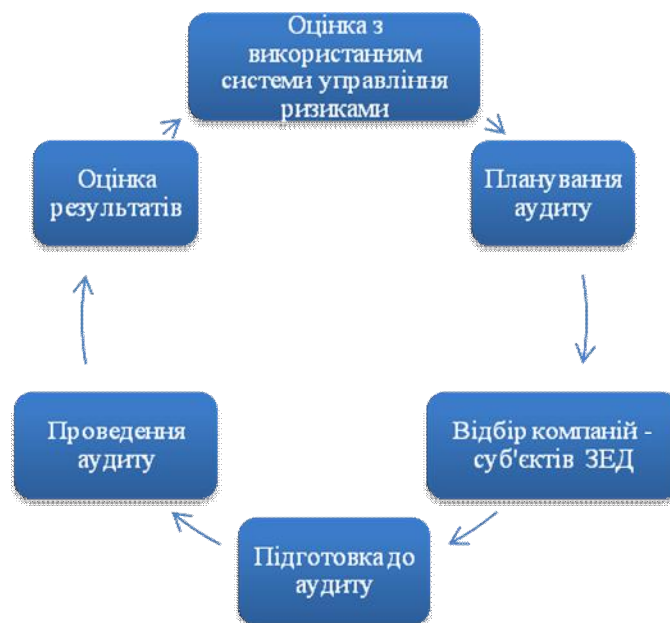 Оцінка з
використанням
системи управління
ризиками
Планування
аудиту
Відбір компаній -
суб'єктів ЗЕД
Підготовка до
аудиту
Проведення
аудиту
Оцінка
результатів